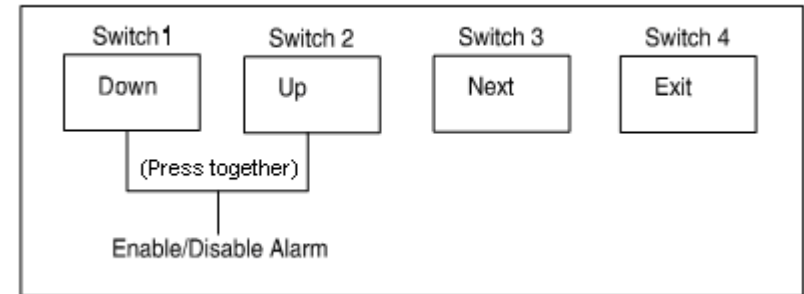 Switch 1 Switch 2 Switch 3 Switch 4
Down Up Next Exit
(Press together)
Enable/Disable Alarm